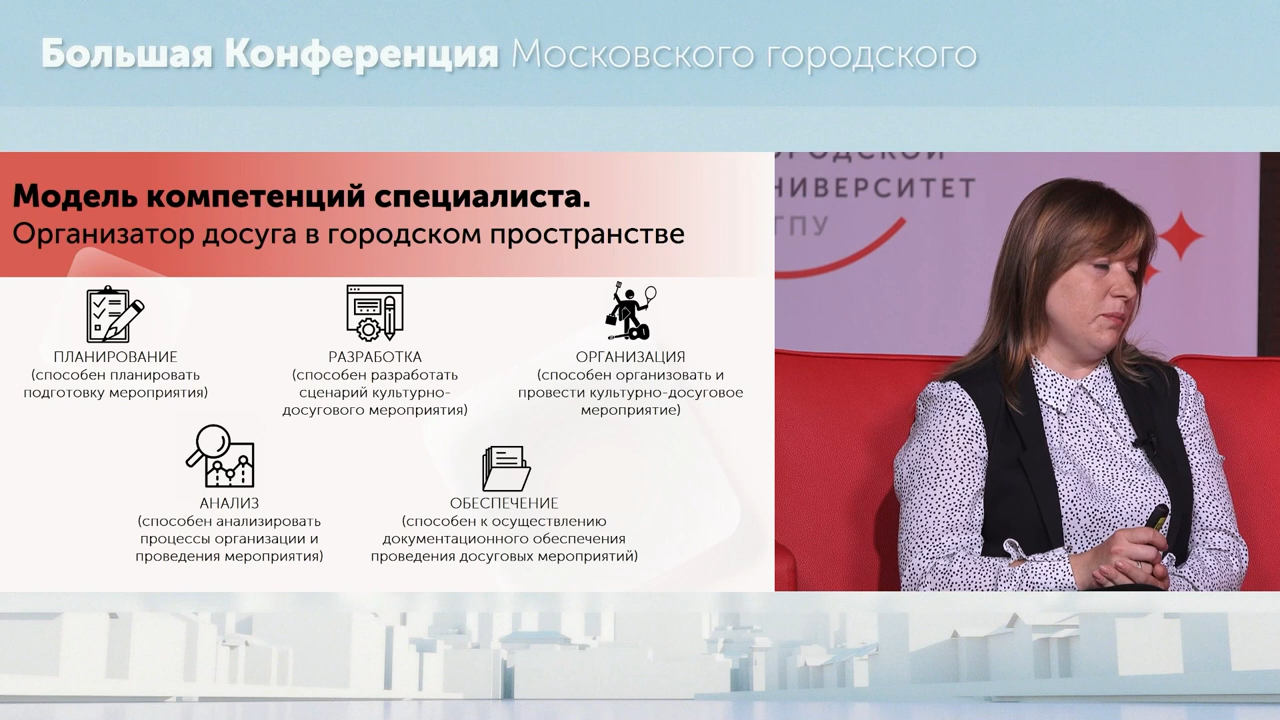 Большая Конференция Московского городского
Модель компетенций специалиста.
Организатор досуга в городском пространстве
ПЛАНИРОВАНИЕ
(способен планировать
подготовку мероприятия)
РАЗРАБОТКА
(способен разработать
сценарий культурно-
досугового мероприятия)
ОРГАНИЗАЦИЯ
(способен организовать и
провести культурно-досуговое
мероприятие)
АНАЛИЗ
(способен анализировать
процессы организации и
проведения мероприятия)
ОБЕСПЕЧЕНИЕ
(способен к осуществлению
документационного обеспечения
проведения досуговых мероприятий)
ОРОДСКОЙ
НИВЕРСИТЕТ
ГПУ